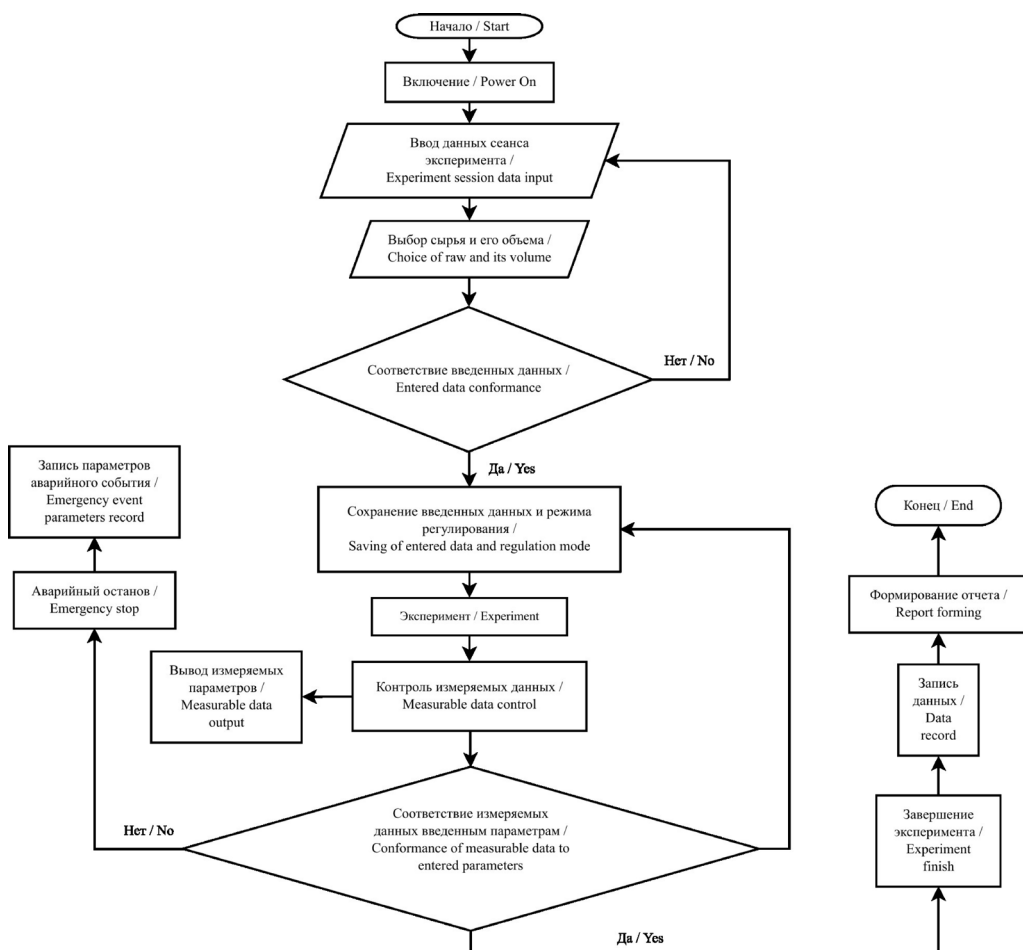 Начало / Start
Включение / Power On
Ввод данных сеанса
эксперимента /
Experiment session data input
Выбор сырья и его объема /
Choice of raw and its volume
Соответствие введенных данных /
Entered data conformance
Нет / No
Да / Yes
Запись параметров
аварийного события /
Emergency event
parameters record
Аварийный останов /
Emergency stop
Сохранение введенных данных и режима
регулирования /
Saving of entered data and regulation mode
Эксперимент / Experiment
Вывод измеряемых
параметров /
Measurable data
output
Контроль измеряемых данных /
Measurable data control
Соответствие измеряемых
данных введенным параметрам /
Conformance of measurable data to
entered parameters
Нет / No
Да / Yes
Конец / End
Формирование отчета /
Report forming
Запись
данных /
Data
record
Завершение
эксперимента /
Experiment
finish